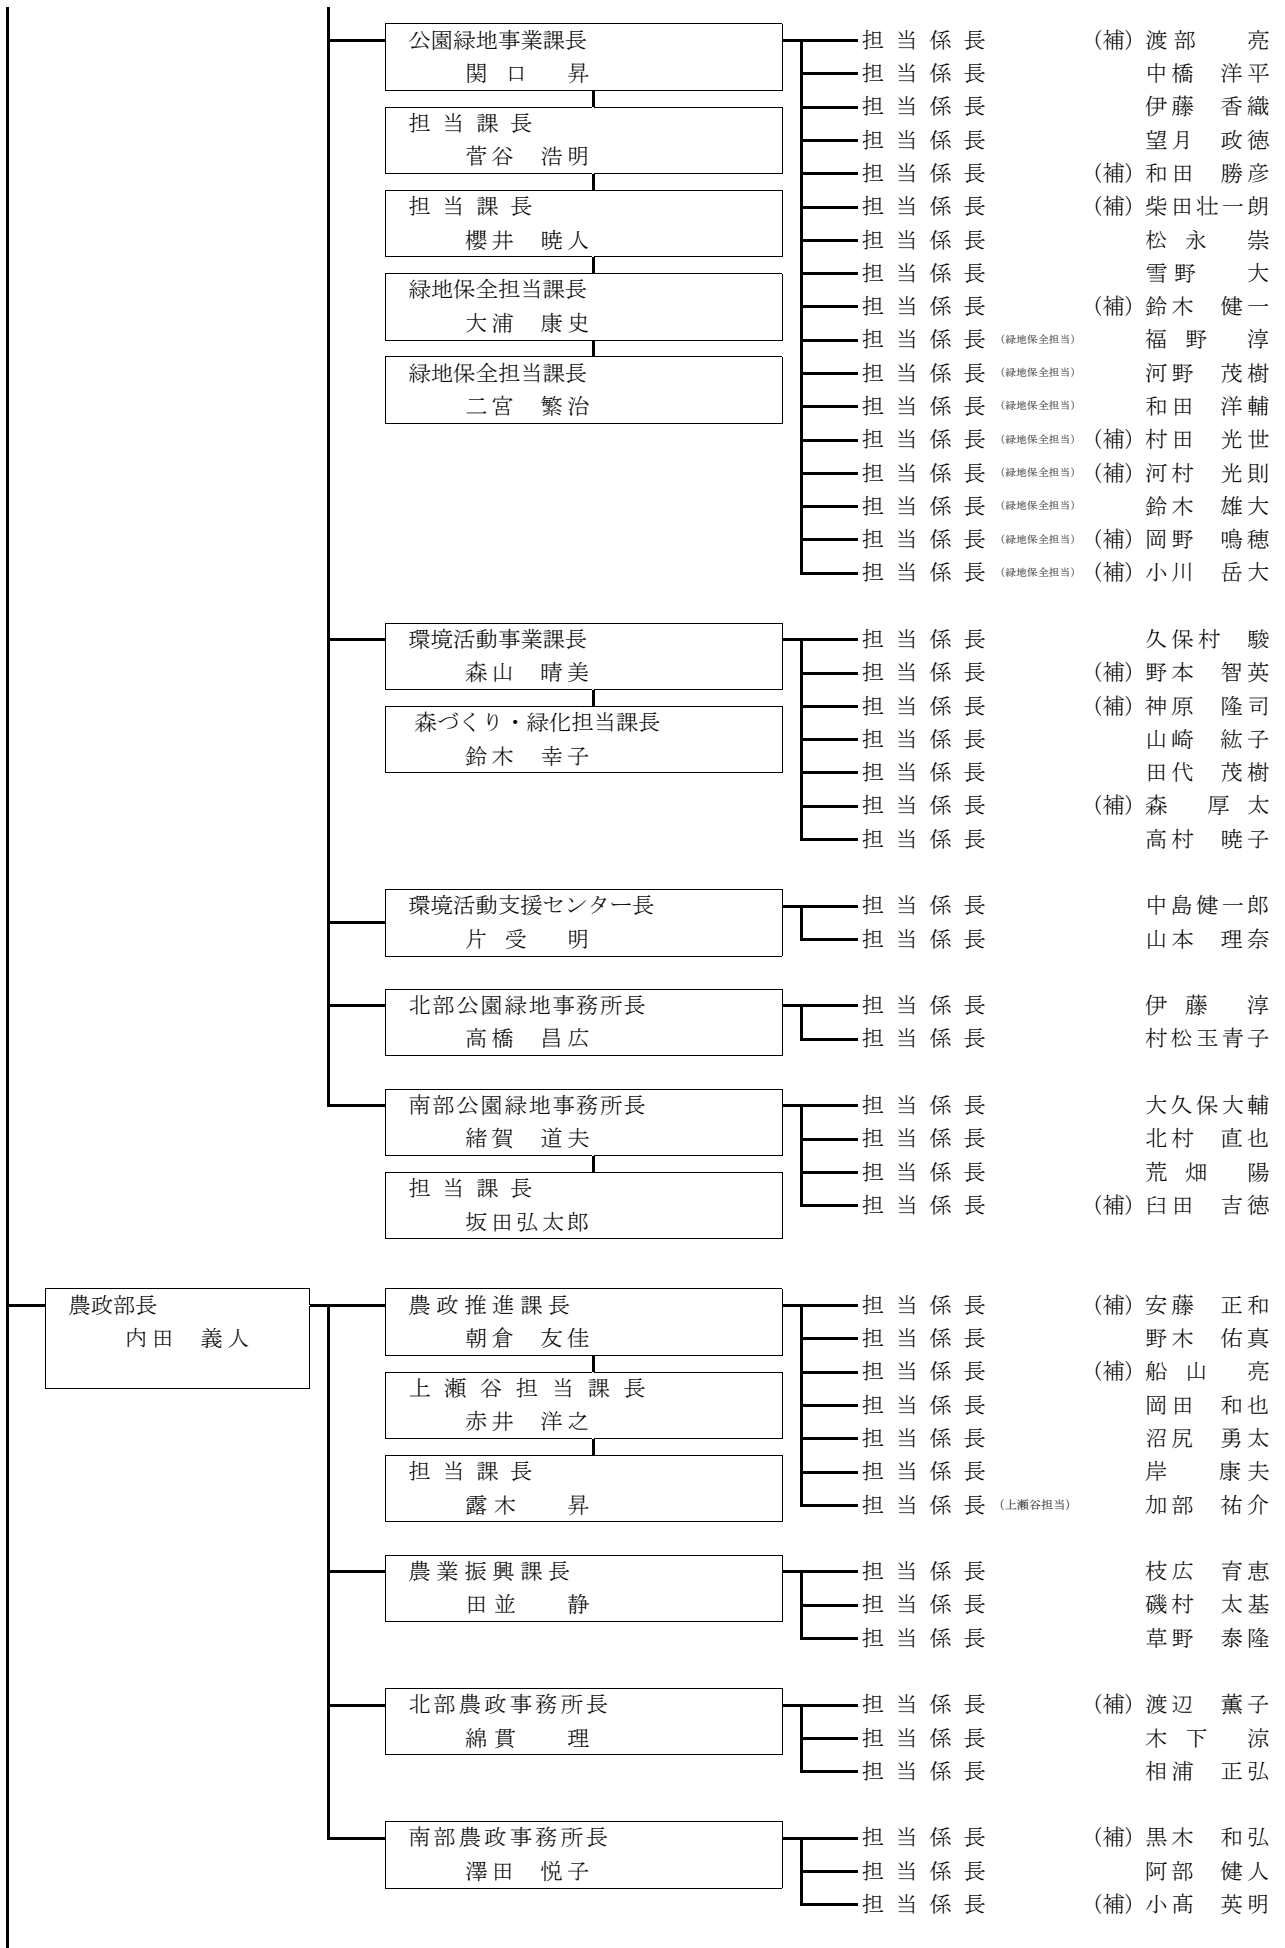 公園緑地事業課長
関口 昇
担当課長
菅谷 浩明
担当課長
櫻井 暁人
緑地保全担当課長
大浦 康史
緑地保全担当課長
二宮 繁治
担当係長 (補) 渡部 亮
担当係長 中橋 洋平
担当係長 伊藤 香織
担当係長 望月 政徳
担当係長 (補) 和田 勝彦
担当係長 (補) 柴田壮一朗
担当係長 松永 崇
担当係長 雪野 大
担当係長 (補) 鈴木 健一
担当係長 (緑地保全担当) 福野 淳
担当係長 (緑地保全担当) 河野 茂樹
担当係長 (緑地保全担当) 和田 洋輔
担当係長 (緑地保全担当) (補) 村田 光世
担当係長 (緑地保全担当) (補) 河村 光則
担当係長 (緑地保全担当) 鈴木 雄大
担当係長 (緑地保全担当) (補) 岡野 鳴穂
担当係長 (緑地保全担当) (補) 小川 岳大
環境活動事業課長
森山 晴美
森づくり・緑化担当課長
鈴木 幸子
担当係長 久保村 駿
担当係長 (補) 野本 智英
担当係長 (補) 神原 隆司
担当係長 山崎 紘子
担当係長 田代 茂樹
担当係長 (補) 森 厚太
担当係長 高村 暁子
環境活動支援センター長
片受 明
担当係長 中島健一郎
担当係長 山本 理奈
北部公園緑地事務所長
高橋 昌広
担当係長 伊藤 淳
担当係長 村松玉青子
南部公園緑地事務所長
緒賀 道夫
担当課長
坂田弘太郎
担当係長 大久保大輔
担当係長 北村 直也
担当係長 荒畑 陽
担当係長 (補) 臼田 吉徳
農政部長
内田 義人
農政推進課長
朝倉 友佳
上瀬谷担当課長
赤井 洋之
担当課長
露木 昇
担当係長 (補) 安藤 正和
担当係長 野木 佑真
担当係長 (補) 船山 亮
担当係長 岡田 和也
担当係長 沼尻 勇太
担当係長 岸 康夫
担当係長 (上瀬谷担当) 加部 祐介
農業振興課長
田並 静
担当係長 枝広 育恵
担当係長 磯村 太基
担当係長 草野 泰隆
北部農政事務所長
綿貫 理
担当係長 (補) 渡辺 薫子
担当係長 木下 涼
担当係長 相浦 正弘
南部農政事務所長
澤田 悦子
担当係長 (補) 黒木 和弘
担当係長 阿部 健人
担当係長 (補) 小髙 英明